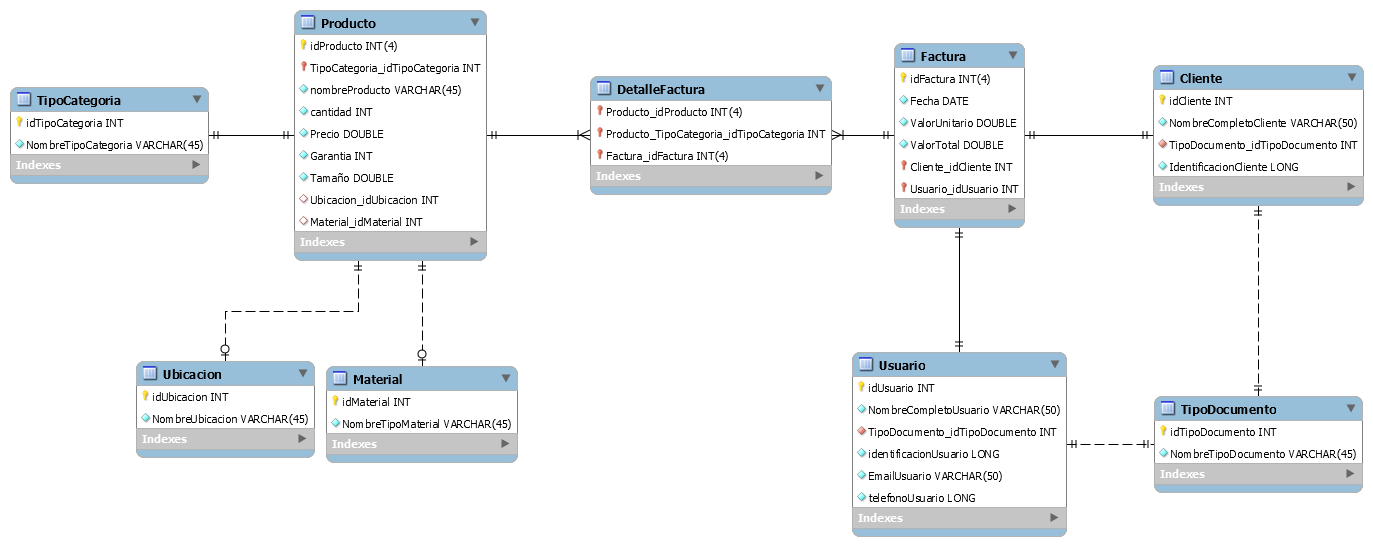 TipoCategoria
idTipoCategoria INT
NombreTipoCategoria VARCHAR(45)
Indexes
Producto
idProducto INT(4)
TipoCategoria_idTipoCategoria INT
nombreProducto VARCHAR(45)
cantidad INT
Precio DOUBLE
Garantia INT
Tamaño DOUBLE
Ubicacion_idUbicacion INT
Material_idMaterial INT
Indexes
DetalleFactura
Producto_idProducto INT(4)
Producto_TipoCategoria_idTipoCategoria INT
Factura_idFactura INT(4)
Indexes
Factura
idFactura INT(4)
Fecha DATE
ValorUnitario DOUBLE
ValorTotal DOUBLE
Cliente_idCliente INT
Usuario_idUsuario INT
Indexes
Cliente
idCliente INT
NombreCompletoCliente VARCHAR(50)
TipoDocumento_idTipoDocumento INT
IdentificacionCliente LONG
Indexes
Ubicacion
idUbicacion INT
NombreUbicacion VARCHAR(45)
Indexes
Material
idMaterial INT
NombreTipoMaterial VARCHAR(45)
Indexes
Usuario
idUsuario INT
NombreCompletoUsuario VARCHAR(50)
TipoDocumento_idTipoDocumento INT
identificacionUsuario LONG
EmailUsuario VARCHAR(50)
telefonoUsuario LONG
Indexes
TipoDocumento
idTipoDocumento INT
NombreTipoDocumento VARCHAR(45)
Indexes